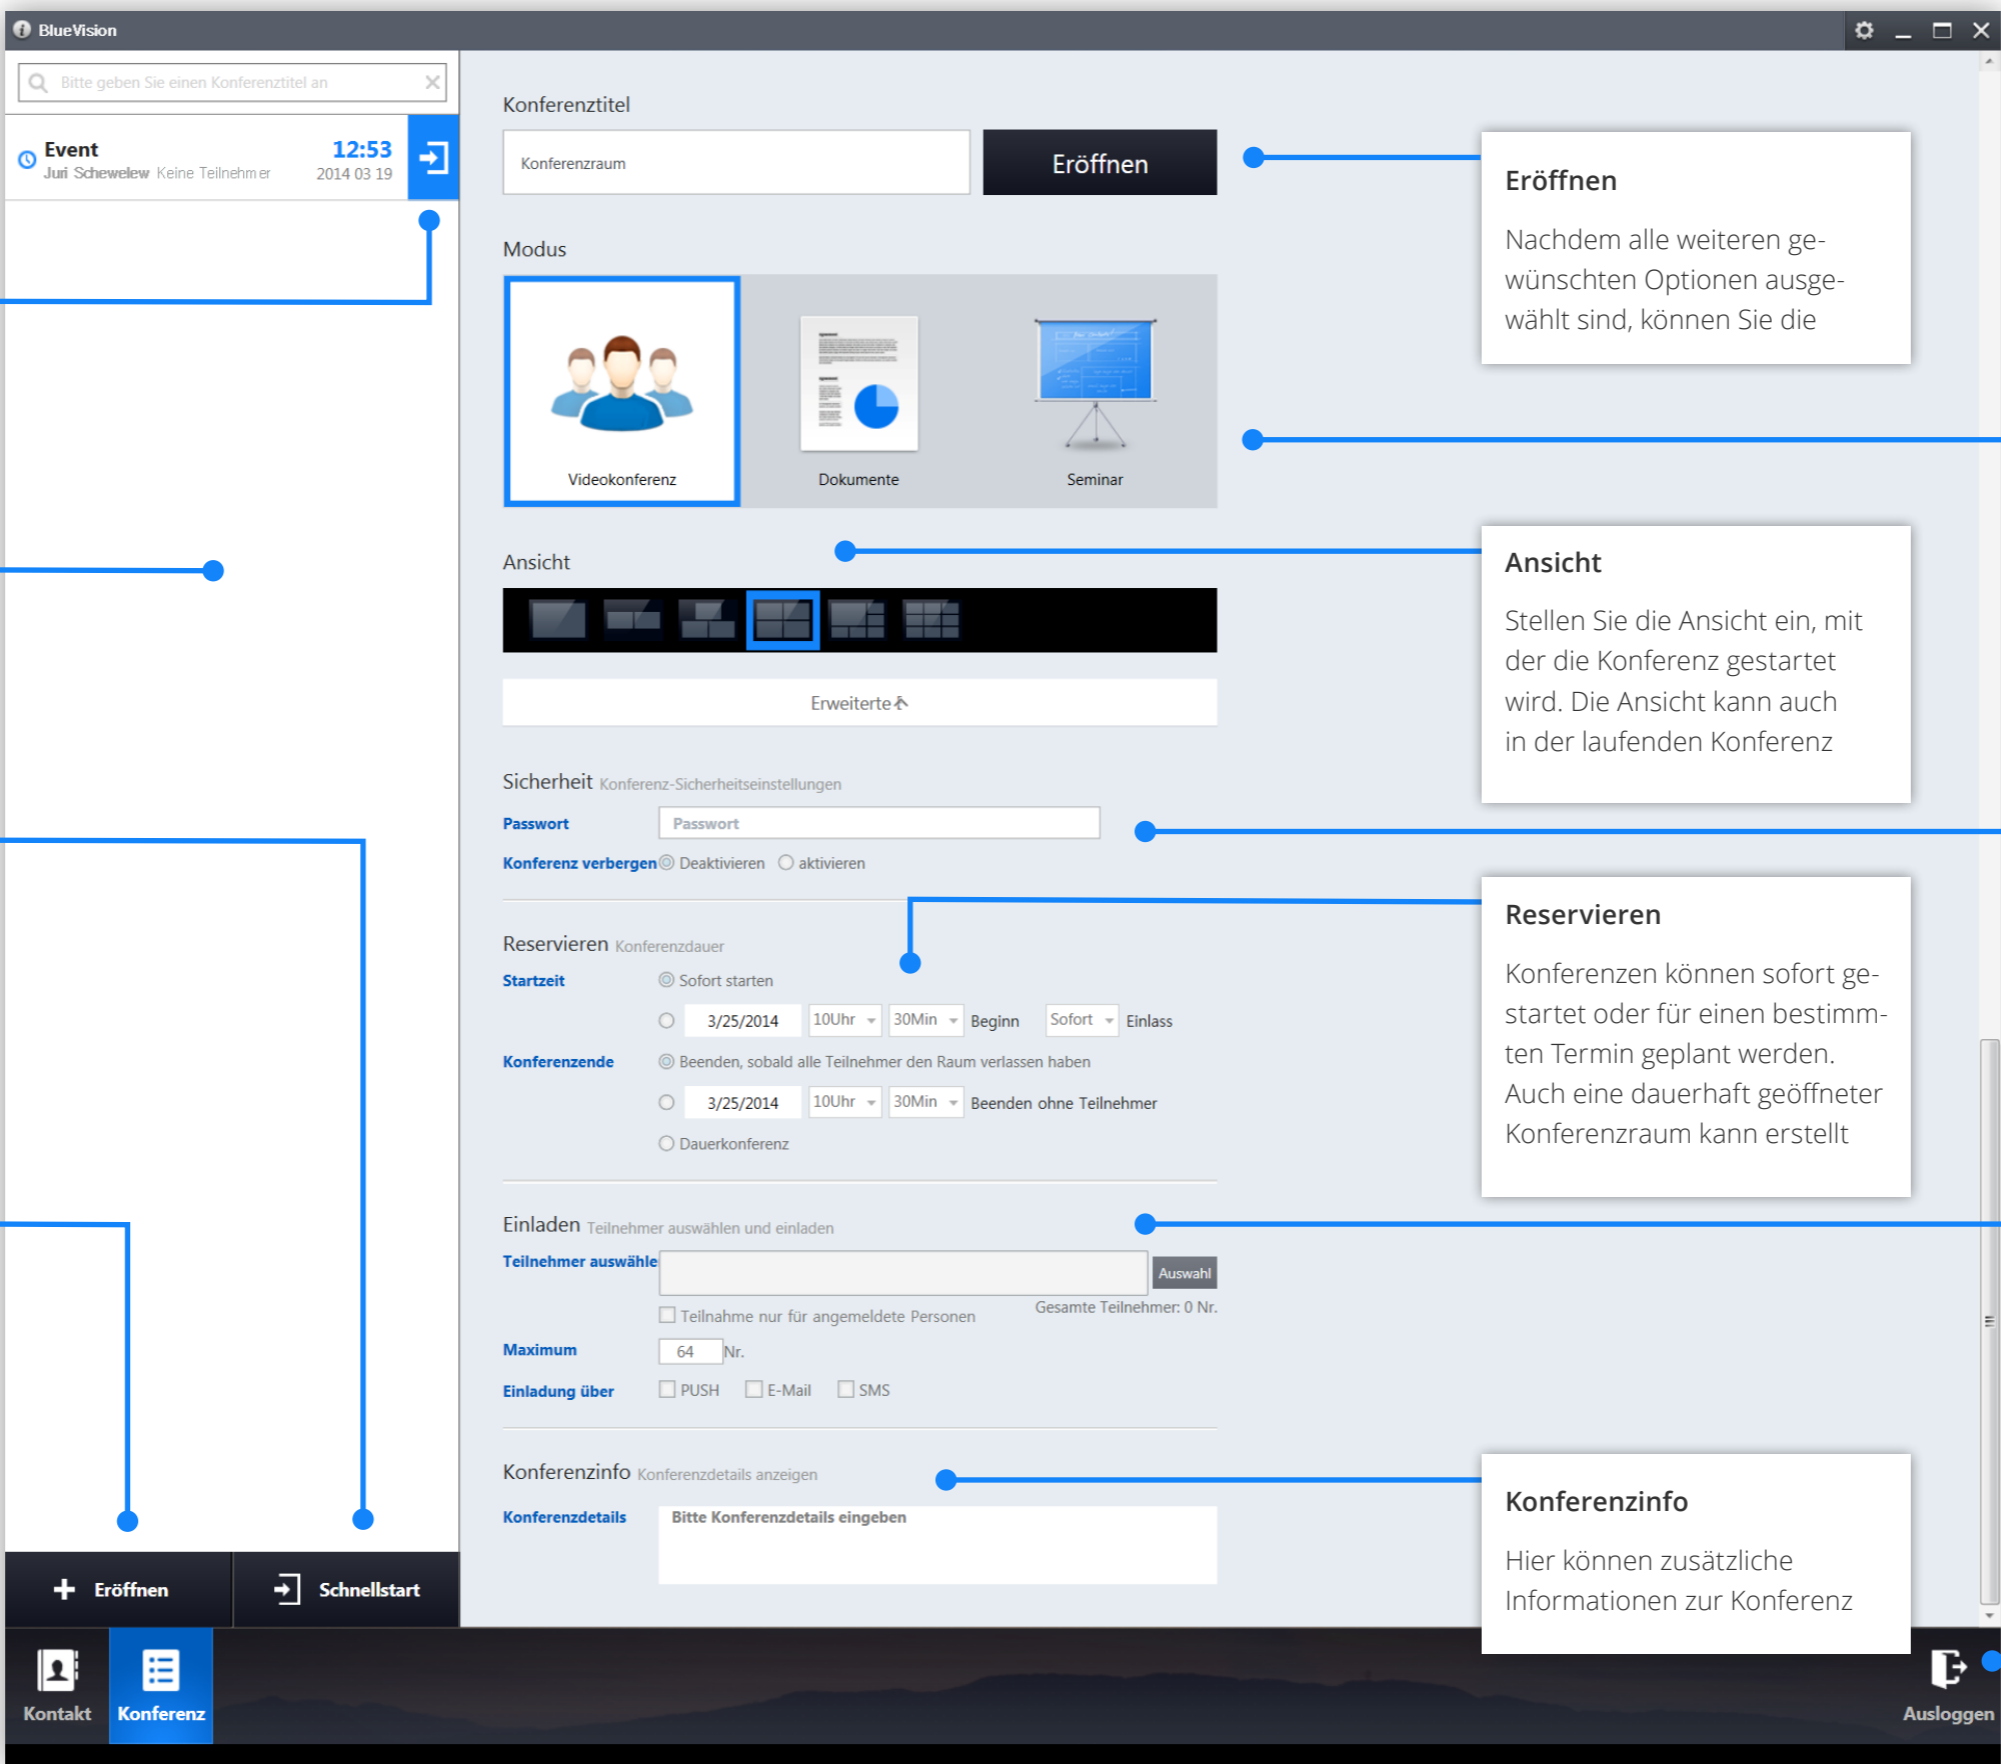 BlueVision
Bitte geben Sie einen Konferenztitel an
Event 12:53
Juri Schewelew Keine Teilnehmer 2014 03 19
Konferenztitel
Konferenzraum
Eröffnen
Modus
Videokonferenz Dokumente Seminar
Ansicht
Erweiterte
Sicherheit Konferenz-Sicherheitseinstellungen
Passwort Passwort
Konferenz verbergen Deaktivieren aktivieren
Reservieren Konferenzdauer
Startzeit Sofort starten
3/25/2014 10Uhr 30Min Beginn Sofort Einlass
Konferenzende Beenden, sobald alle Teilnehmer den Raum verlassen haben
3/25/2014 10Uhr 30Min Beenden ohne Teilnehmer
Dauerkonferenz
Einladen Teilnehmer auswählen und einladen
Teilnehmer auswähle
Auswahl
Teilnahme nur für angemeldete Personen Gesamte Teilnehmer: 0 Nr.
Maximum 64 Nr.
Einladung über PUSH E-Mail SMS
Konferenzinfo Konferenzdetails anzeigen
Konferenzdetails Bitte Konferenzdetails eingeben
Eröffnen
Nachdem alle weiteren ge-
wünschten Optionen ausge-
wählt sind, können Sie die
Ansicht
Stellen Sie die Ansicht ein, mit
der die Konferenz gestartet
wird. Die Ansicht kann auch
in der laufenden Konferenz
Reservieren
Konferenzen können sofort ge-
startet oder für einen bestimm-
ten Termin geplant werden.
Auch eine dauerhaft geöffneter
Konferenzraum kann erstellt
Konferenzinfo
Hier können zusätzliche
Informationen zur Konferenz
Eröffnen Schnellstart
Kontakt Konferenz Ausloggen